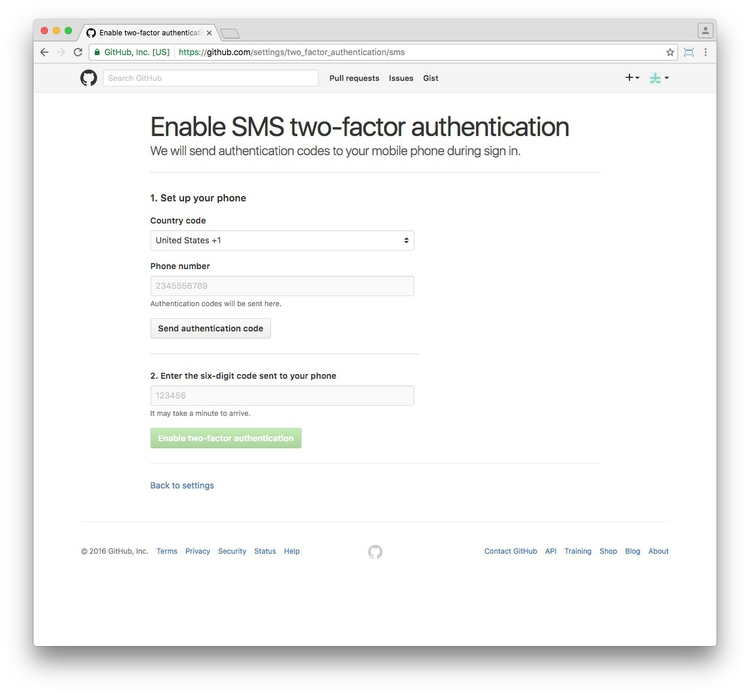 Enable two-factor authenticati
GitHub, Inc. [US] https://github.com/settings/two_factor_authentication/sms
Search GitHub Pull requests Issues Gist
Enable SMS two-factor authentication
We will send authentication codes to your mobile phone during sign in.
1. Set up your phone
Country code
United States +1
Phone number
2345556789
Authentication codes will be sent here.
Send authentication code
2. Enter the six-digit code sent to your phone
123456
It may take a minute to arrive.
Enable two-factor authentication
Back to settings
© 2016 GitHub, Inc. Terms Privacy Security Status Help Contact GitHub API Training Shop Blog About